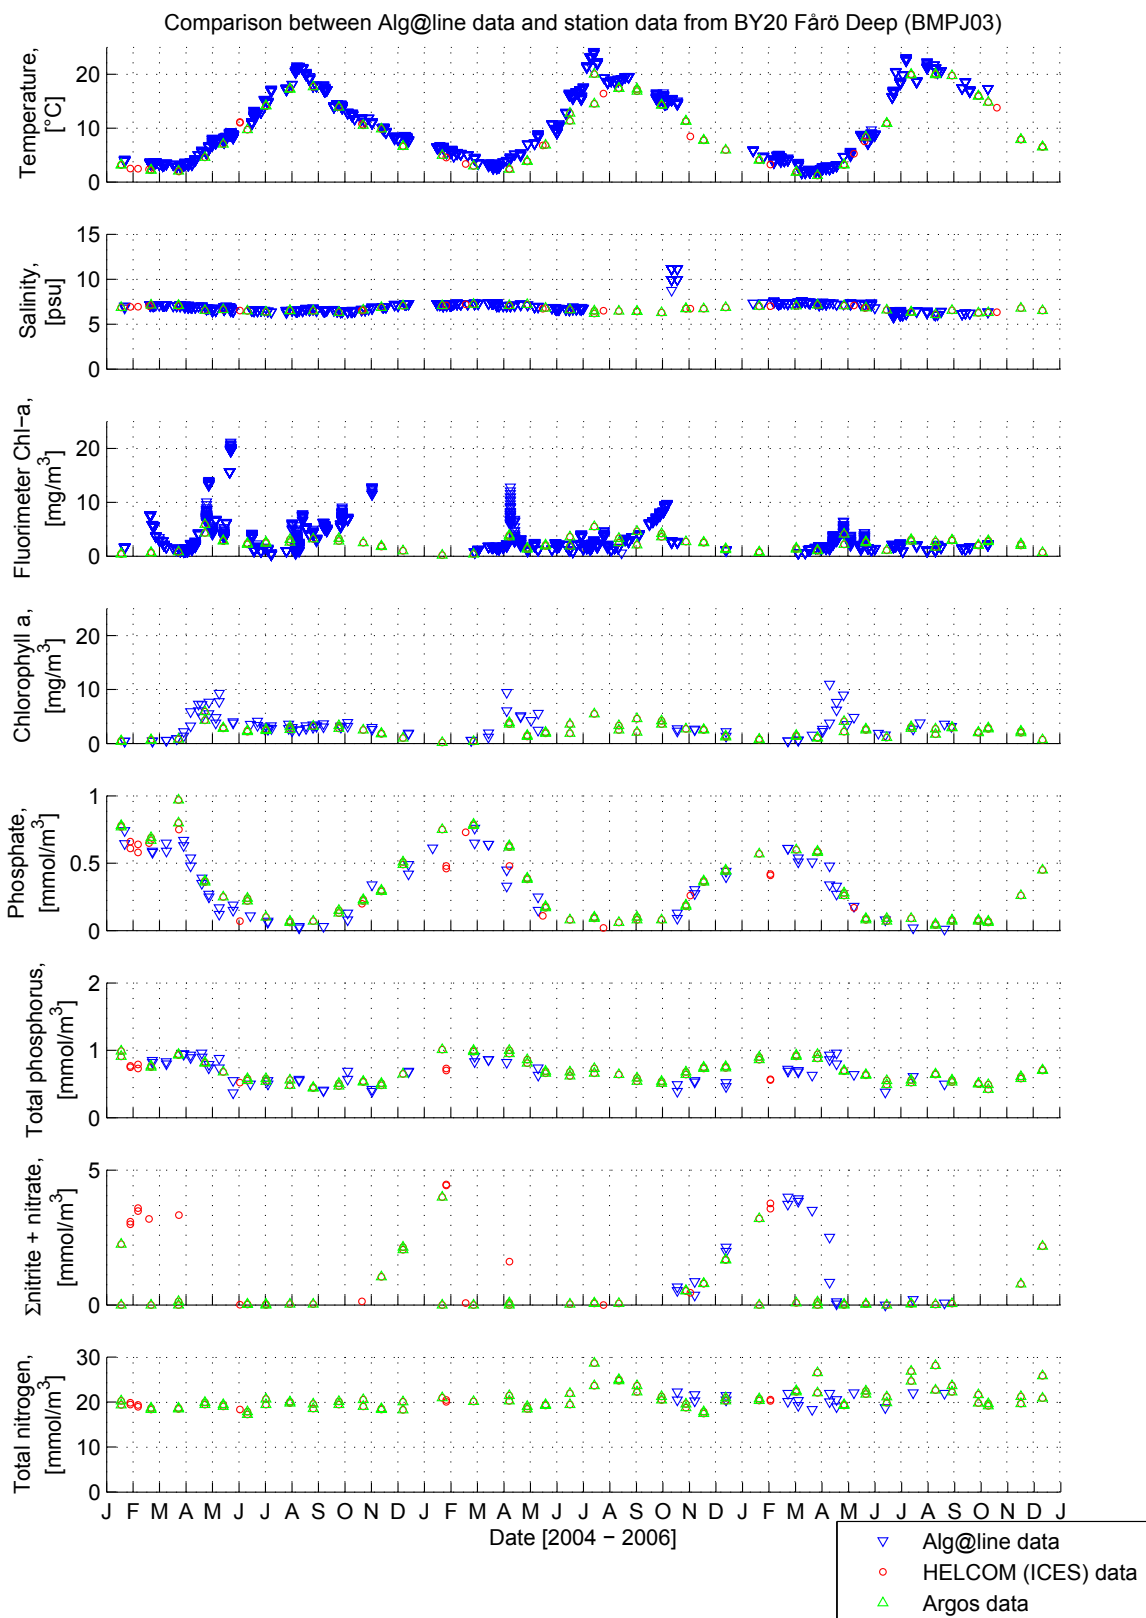 Comparison between Alg@line data and station data from BY20 Fårö Deep (BMPJ03)
Temperature,
[°C]
20
10
0
Salinity,
[psu]
15
10
5
0
Fluorimeter Chl−a,
[mg/m³]
20
10
0
Chlorophyll a,
[mg/m³]
20
10
0
Phosphate,
[mmol/m³]
1
0.5
0
Total phosphorus,
[mmol/m³]
2
1
0
Σnitrite + nitrate,
[mmol/m³]
5
0
Total nitrogen,
[mmol/m³]
30
20
10
0
J F M A M J J A S O N D J F M A M J J A S O N D J F M A M J J A S O N D J
Date [2004 − 2006]
Alg@line data
HELCOM (ICES) data
Argos data